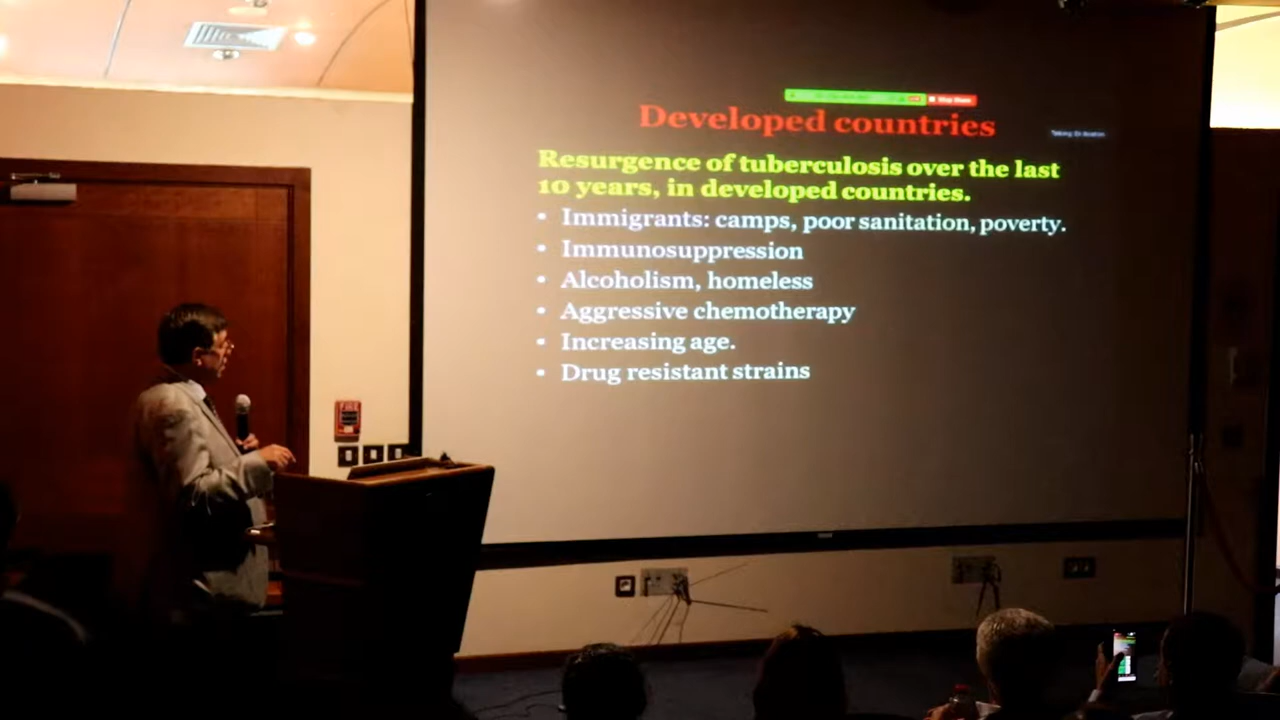 Developed countries
Resurgence of tuberculosis over the last
10 years, in developed countries.
• Immigrants: camps, poor sanitation, poverty.
• Immunosuppression
• Alcoholism, homeless
• Aggressive chemotherapy
• Increasing age.
• Drug resistant strains